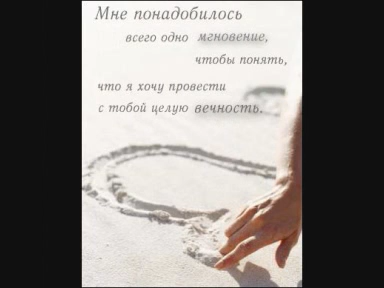 Мне понадобилось
всего одно мгновение,
чтобы понять,
что я хочу провести
с тобой целую вечность.